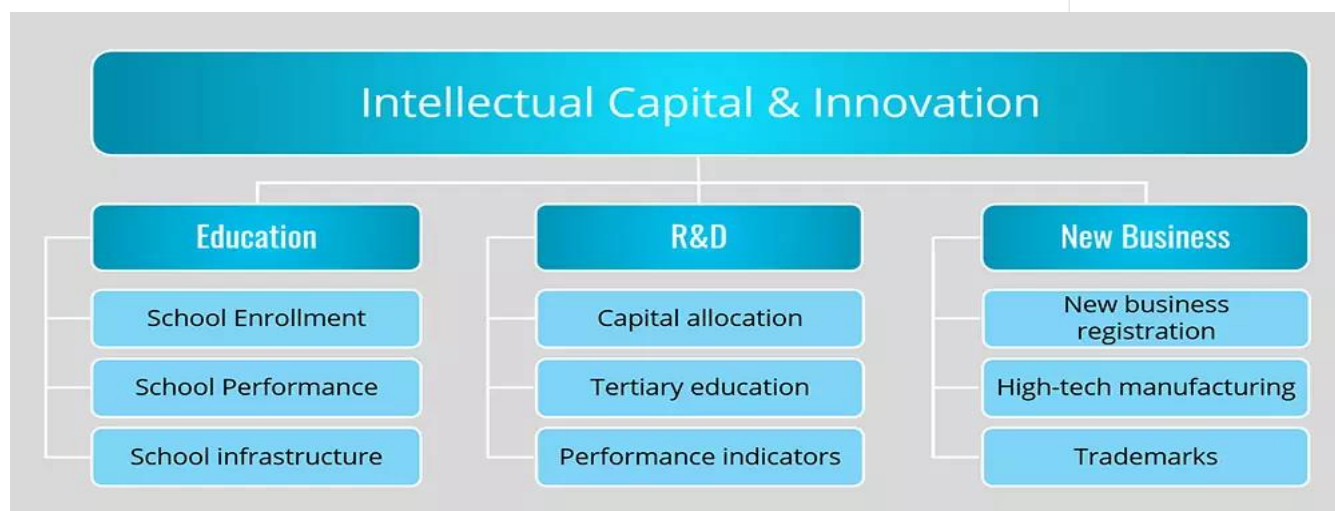 Intellectual Capital & Innovation
Education
School Enrollment
School Performance
School infrastructure
R&D
Capital allocation
Tertiary education
Performance indicators
New Business
New business
registration
High-tech manufacturing
Trademarks